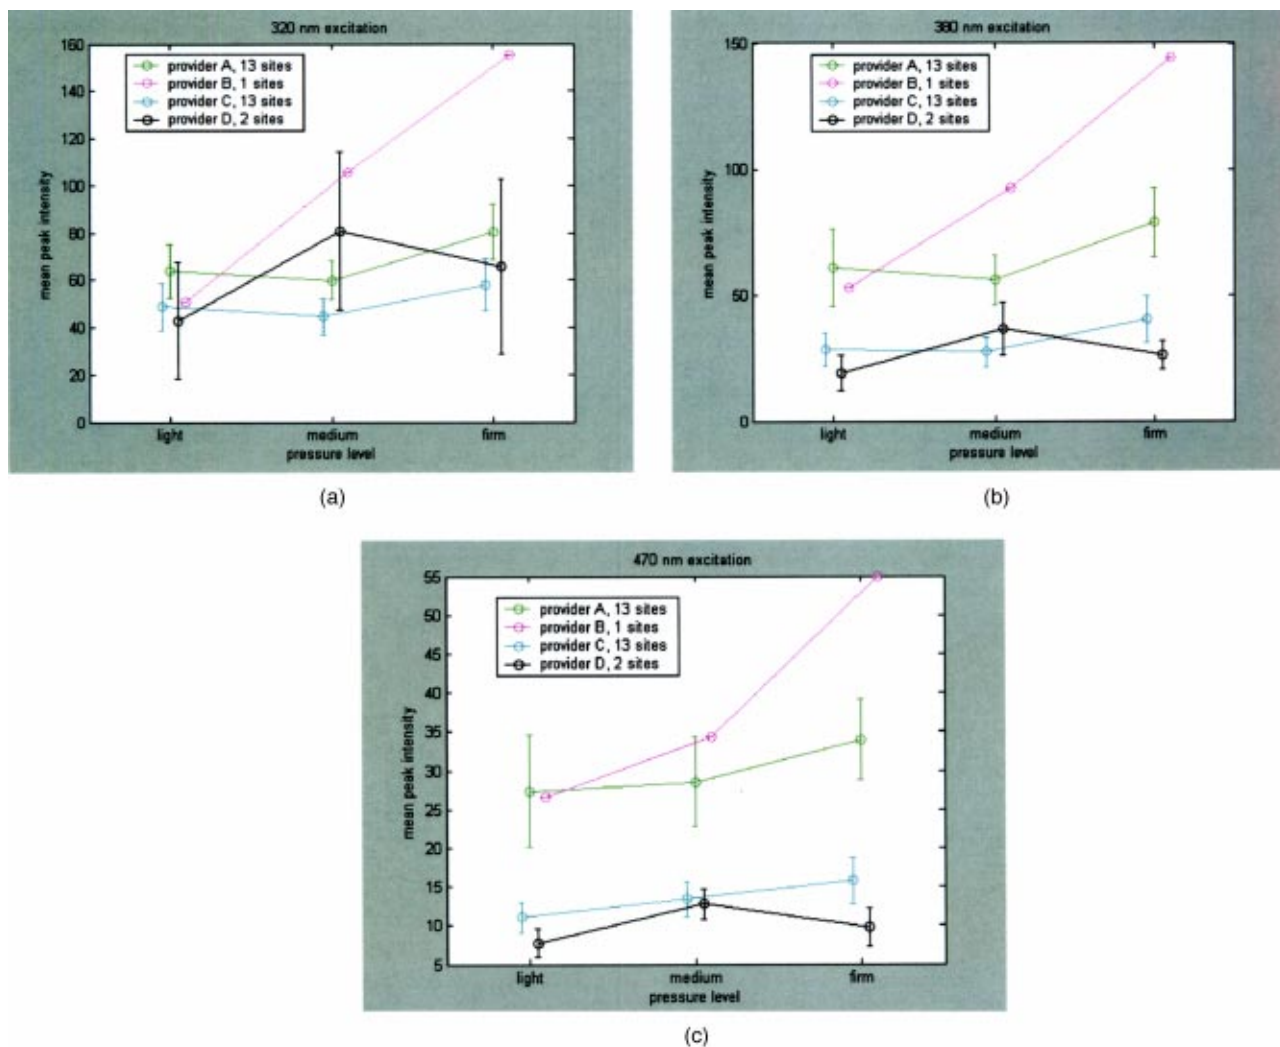 320 nm excitation
160
140
120
100
80
60
40
20
0
mean peak intensity
provider A, 13 sites
provider B, 1 sites
provider C, 13 sites
provider D, 2 sites
light medium firm
pressure level
(a)
380 nm excitation
150
100
50
0
mean peak intensity
provider A, 13 sites
provider B, 1 sites
provider C, 13 sites
provider D, 2 sites
light medium firm
pressure level
(b)
470 nm excitation
55
50
45
40
35
30
25
20
15
10
5
mean peak intensity
provider A, 13 sites
provider B, 1 sites
provider C, 13 sites
provider D, 2 sites
light medium firm
pressure level
(c)